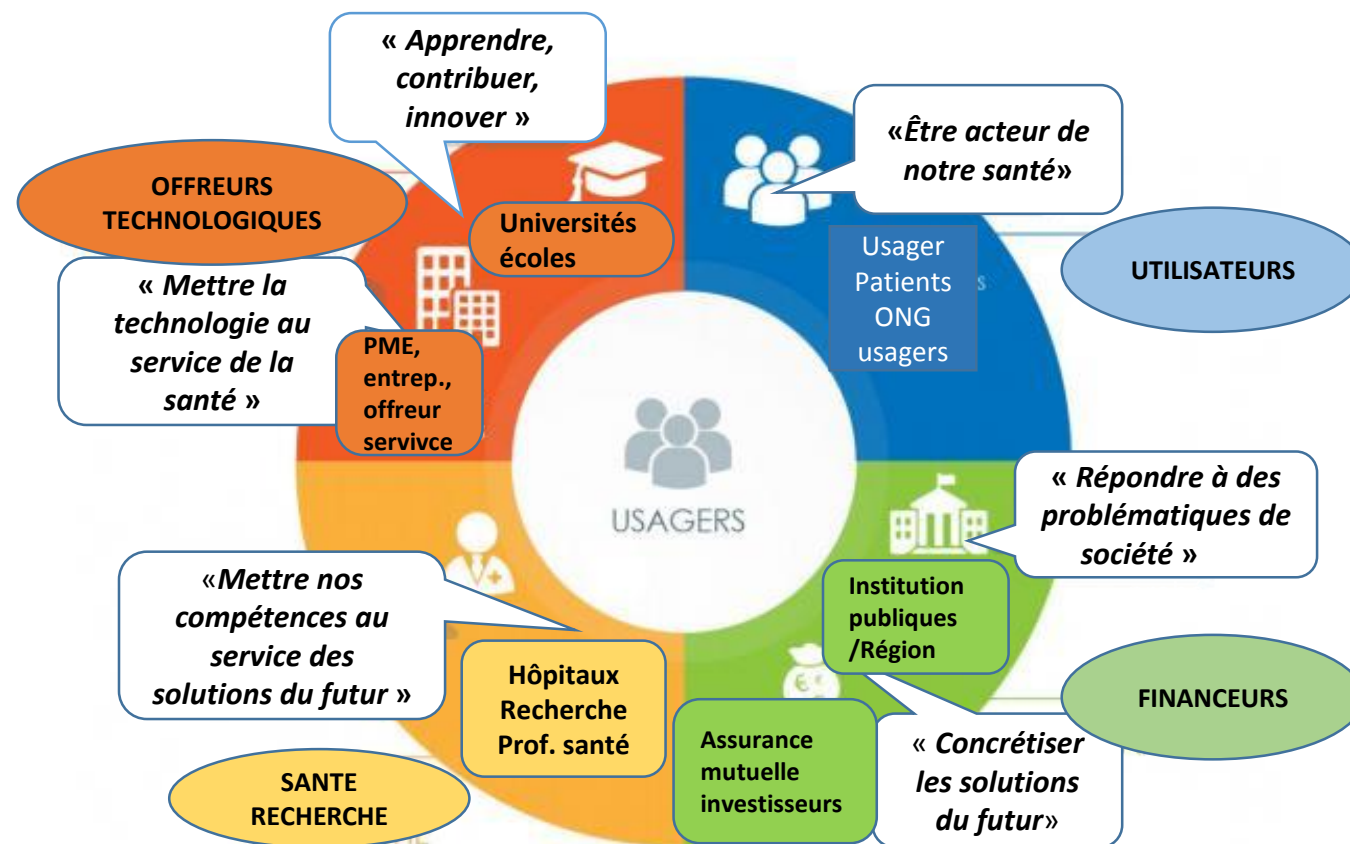 « Apprendre,
contribuer,
innover »
«Être acteur de
notre santé»
OFFREURS
TECHNOLOGIQUES
Universités
écoles
Usager
Patients
ONG
usagers
UTILISATEURS
« Mettre la
technologie au
service de la
santé »
PME,
entrep.,
offreur
servivce
USAGERS
« Répondre à des
problématiques de
société »
«Mettre nos
compétences au
service des
solutions du futur »
Institution
publiques
/Région
Hôpitaux
Recherche
Prof. santé
FINANCEURS
Assurance
mutuelle
investisseurs
« Concrétiser
les solutions
du futur»
SANTE
RECHERCHE